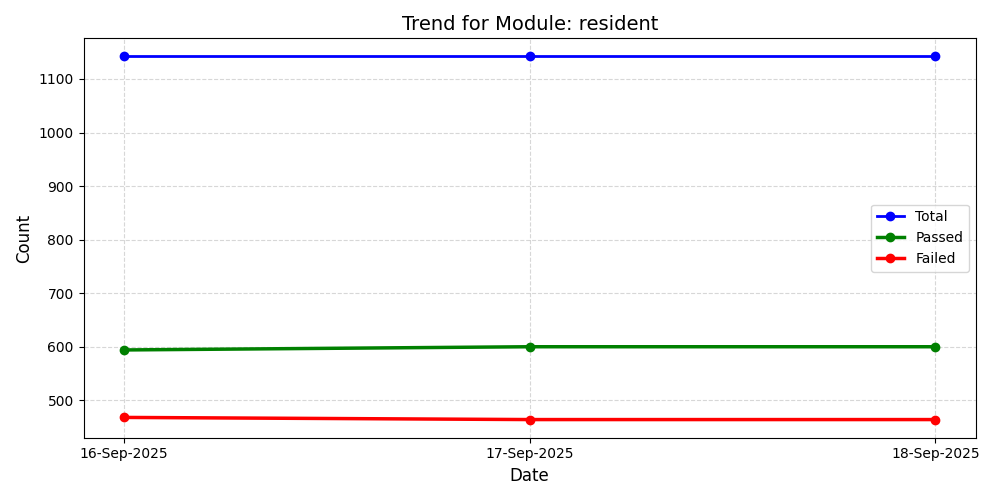 Trend for Module: resident
Count
1100
1000
900
800
700
600
500
Total
Passed
Failed
16-Sep-2025
17-Sep-2025
18-Sep-2025
Date